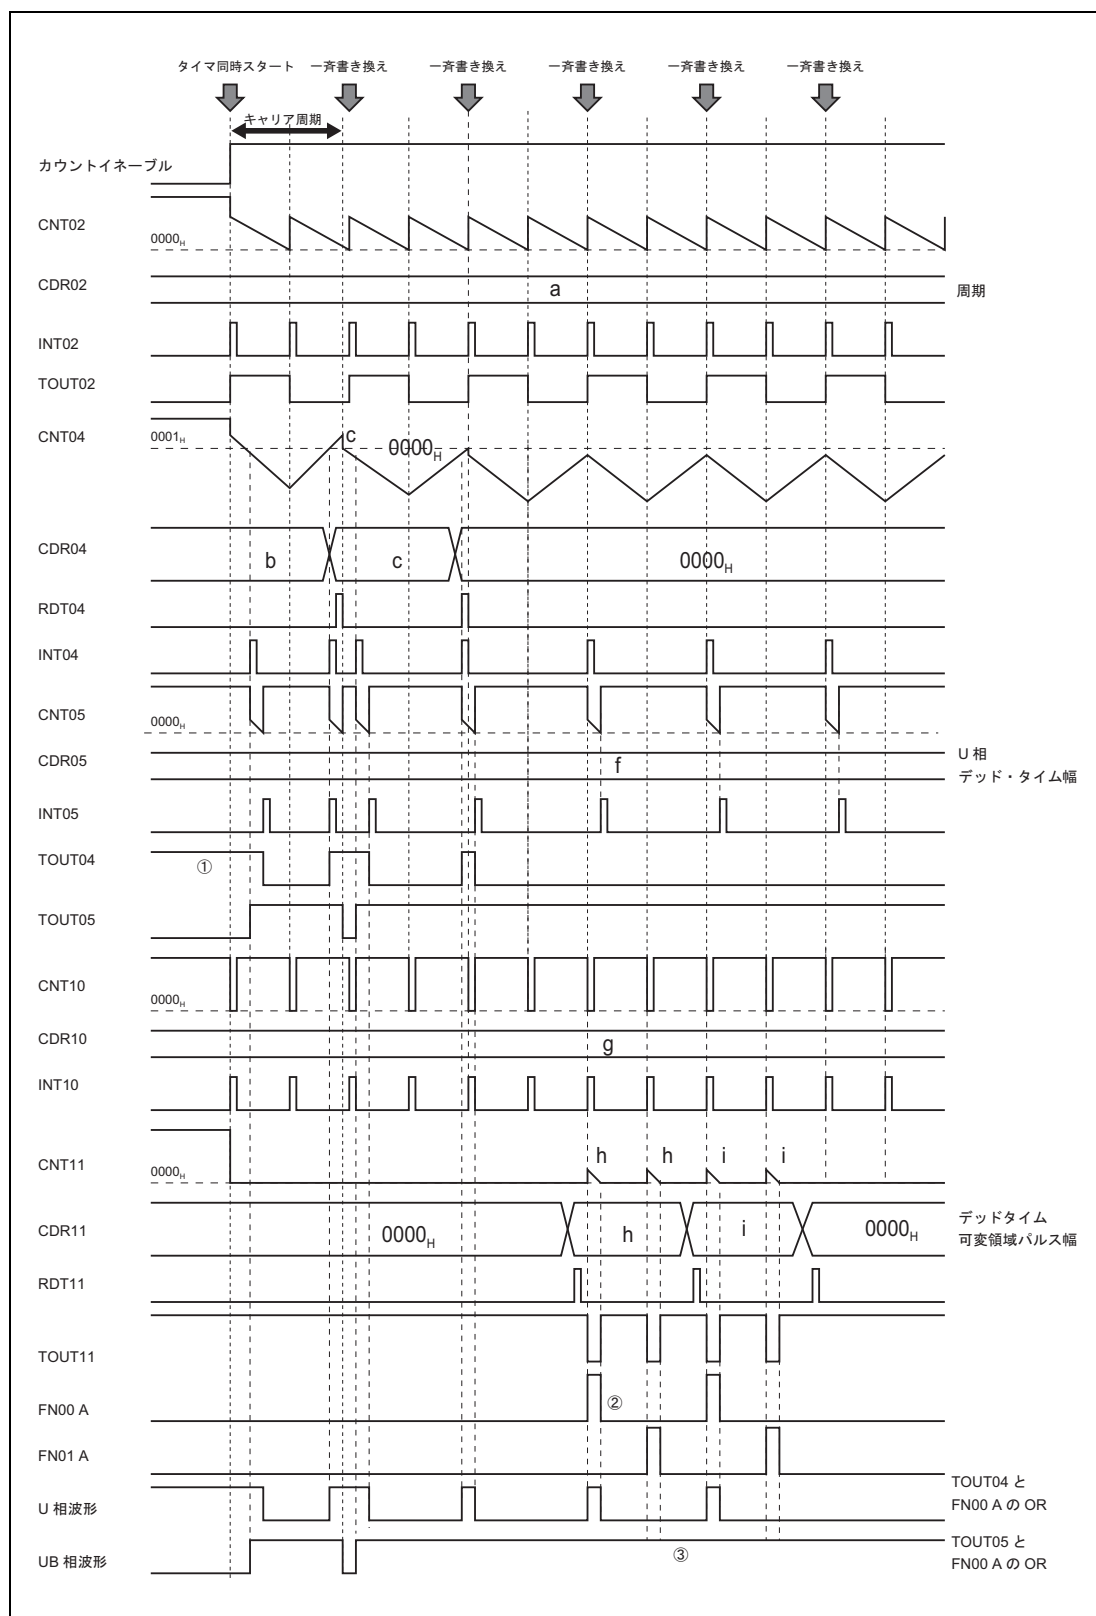 タイマ同時スタート 一斉書き換え 一斉書き換え 一斉書き換え 一斉書き換え 一斉書き換え
キャリア周期
カウントイネーブル
CNT02
0000H
CDR02
a
周期
INT02
TOUT02
CNT04
0001H
c
0000H
CDR04
b
c
0000H
RDT04
INT04
CNT05
0000H
CDR05
f
U 相
デッド・タイム幅
INT05
TOUT04
①
TOUT05
CNT10
0000H
CDR10
g
INT10
CNT11
0000H
h
h
i
i
CDR11
0000H
h
i
0000H
デッドタイム
可変領域パルス幅
RDT11
TOUT11
FN00 A
②
FN01 A
U 相波形
TOUT04 と
FN00 A の OR
UB 相波形
③
TOUT05 と
FN00 A の OR